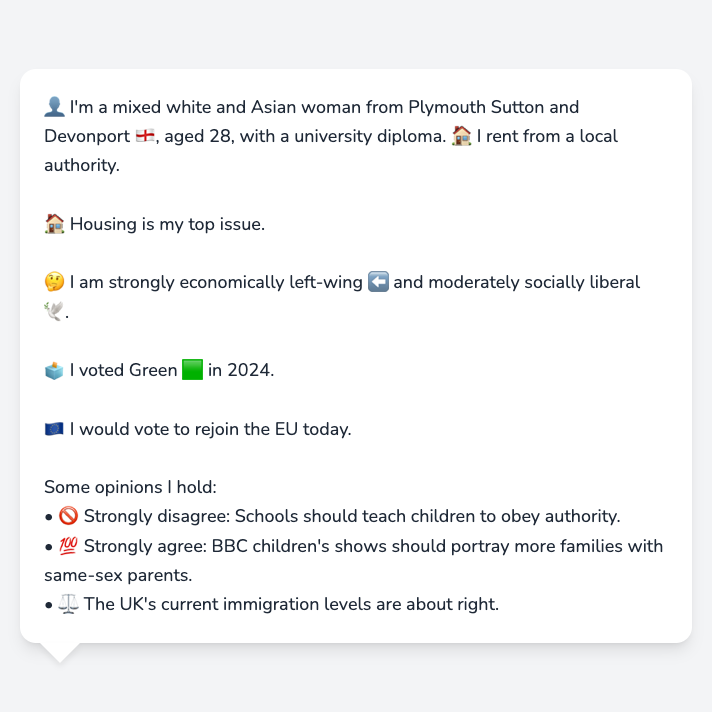 👤 I'm a mixed white and Asian woman from Plymouth Sutton and
Devonport 🏴󠁧󠁢󠁥󠁮󠁧󠁿, aged 28, with a university diploma. 🏠 I rent from a local
authority.
🏠 Housing is my top issue.
🤔 I am strongly economically left-wing ⬅️ and moderately socially liberal
🕊️.
🗳️ I voted Green 🟩 in 2024.
🇪🇺 I would vote to rejoin the EU today.
Some opinions I hold:
• 🚫 Strongly disagree: Schools should teach children to obey authority.
• 💯 Strongly agree: BBC children's shows should portray more families with
same-sex parents.
• ⚖️ The UK's current immigration levels are about right.